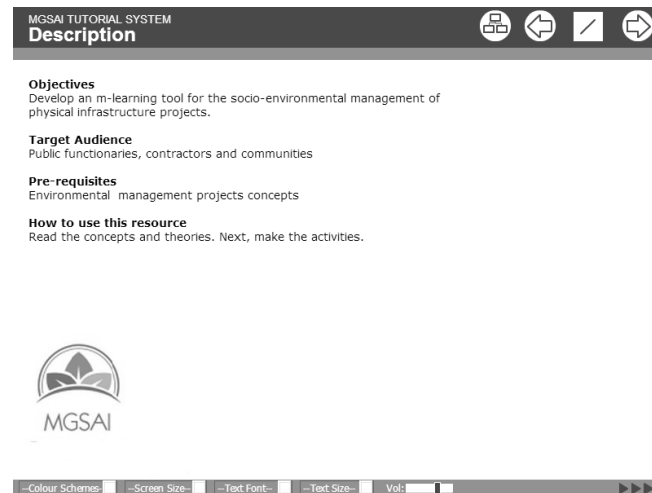 MGSAI TUTORIAL SYSTEM
Description
Objectives
Develop an m-learning tool for the socio-environmental management of
physical infrastructure projects.
Target Audience
Public functionaries, contractors and communities
Pre-requisites
Environmental  management projects concepts
How to use this resource
Read the concepts and theories. Next, make the activities.
MGSAI
--Colour Schemes- --Screen Size-- --Text Font-- --Text Size-- Vol: